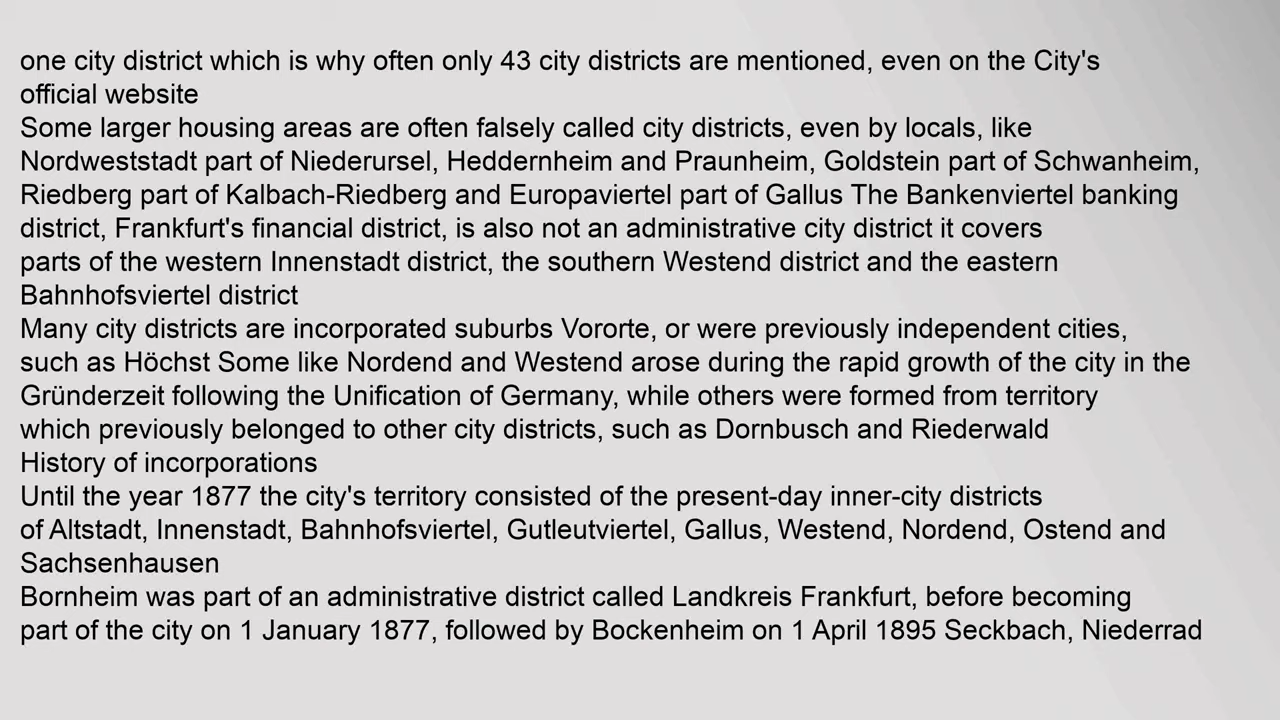 one city district which is why often only 43 city districts are mentioned, even on the City's
official website
Some larger housing areas are often falsely called city districts, even by locals, like
Nordweststadt part of Niederursel, Heddernheim and Praunheim, Goldstein part of Schwanheim,
Riedberg part of Kalbach-Riedberg and Europaviertel part of Gallus The Bankenviertel banking
district, Frankfurt's financial district, is also not an administrative city district it covers
parts of the western Innenstadt district, the southern Westend district and the eastern
Bahnhofsviertel district
Many city districts are incorporated suburbs Vororte, or were previously independent cities,
such as Höchst Some like Nordend and Westend arose during the rapid growth of the city in the
Gründerzeit following the Unification of Germany, while others were formed from territory
which previously belonged to other city districts, such as Dornbusch and Riederwald
History of incorporations
Until the year 1877 the city's territory consisted of the present-day inner-city districts
of Altstadt, Innenstadt, Bahnhofsviertel, Gutleutviertel, Gallus, Westend, Nordend, Ostend and
Sachsenhausen
Bornheim was part of an administrative district called Landkreis Frankfurt, before becoming
part of the city on 1 January 1877, followed by Bockenheim on 1 April 1895 Seckbach, Niederrad